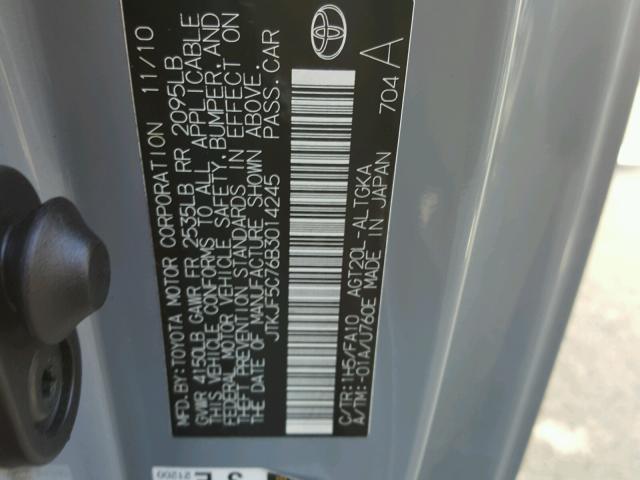 MFD. BY: TOYOTA MOTOR CORPORATION 11/10
GVWR 4150LB GAWR FR 2535LB RR 2095LB
THIS VEHICLE CONFORMS TO ALL APPLICABLE
FEDERAL MOTOR VEHICLE SAFETY, BUMPER, AND
THEFT PREVENTION STANDARDS IN EFFECT ON
THE DATE OF MANUFACTURE SHOWN ABOVE.
JTKJF5C76B3014245 PASS. CAR
C/TR: 1H5/FA10 AGT20L-ALTGKA
A/TM: -01A/U760E MADE IN JAPAN 704 A
21200